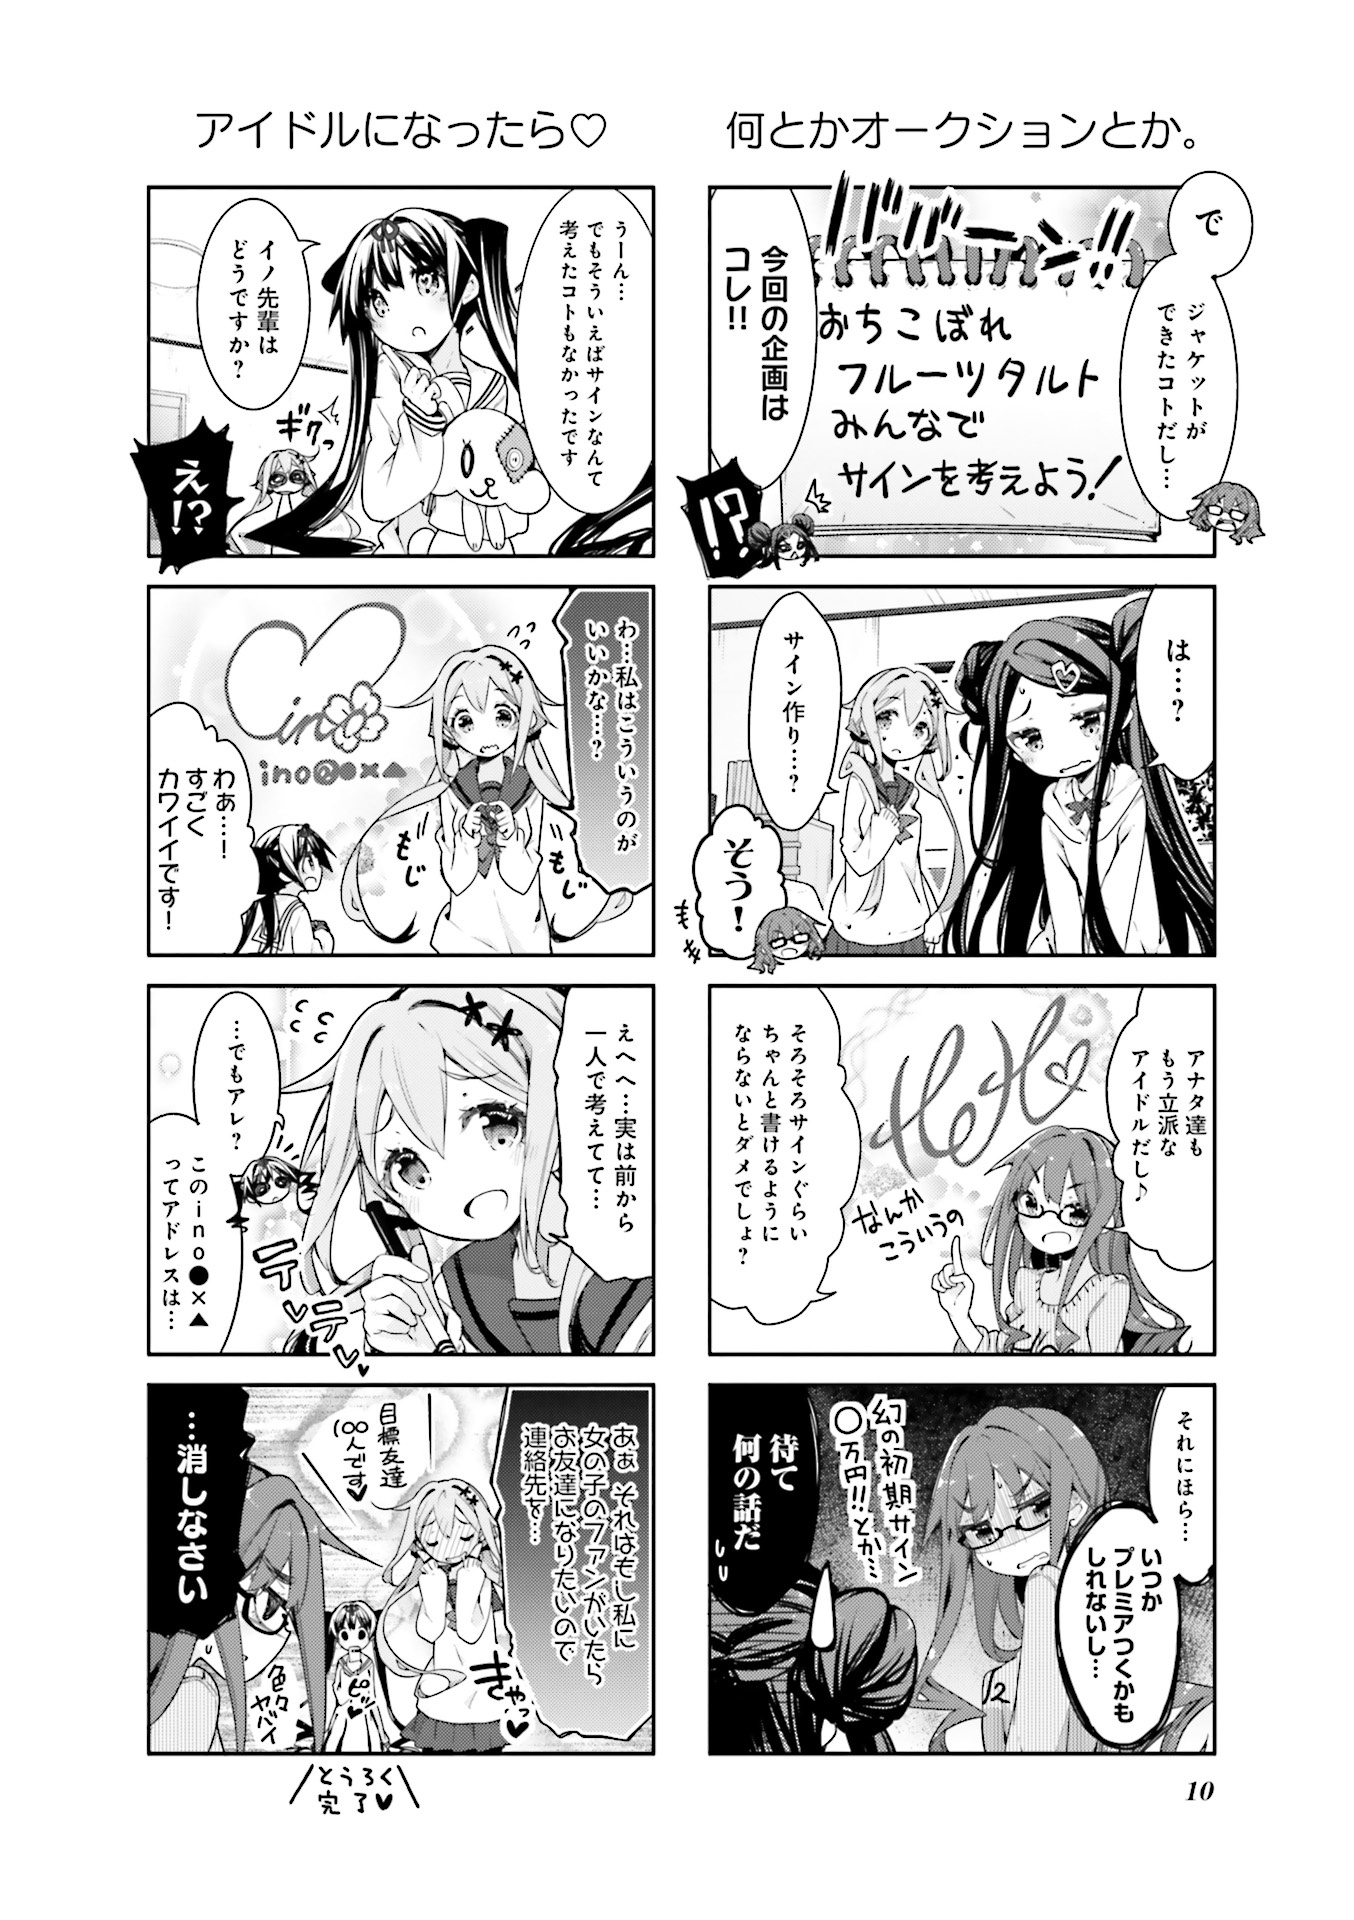 何とかオークションとか。
で
ジャケットが
できたコトだし…
ババーン!!
おちこぼれ
フルーツタルト
みんなで
サインを考えよう!
今回の企画は
コレ!!
!?
は…?
サイン作り…?
そう!
もぎゃ
アナタ達も
もう立派な
アイドルだし♪
HoHo♡
なんか
こういうの
そろそろサインぐらい
ちゃんと書けるように
ならないとダメでしょ?
それにほら…
いつか
プレミアつくかも
しれないし…
幻の初期サイン
〇万円!!とか…
待て
何の話だ
10
アイドルになったら♡
うーん…
でもそういえばサインなんて
考えたコトもなかったです
イノ先輩は
どうですか?
ギクっ
え!?
わ…私はこういうのが
いいかな…?
ino
ino@●×▲
もじ
もじ
わぁ…!
すごく
カワイイです!
えへへ…実は前から
一人で考えてて…
テレテレ
…でもアレ?
このino●×▲
ってアドレスは…
あぁ それはもし私に
女の子のファンがいたら
お友達になりたいので
連絡先を…
目標友達
100人です♥
きゃっ♥
ピッ♥
色々
ヤバイ
…消しなさい
とうろく
完了♥